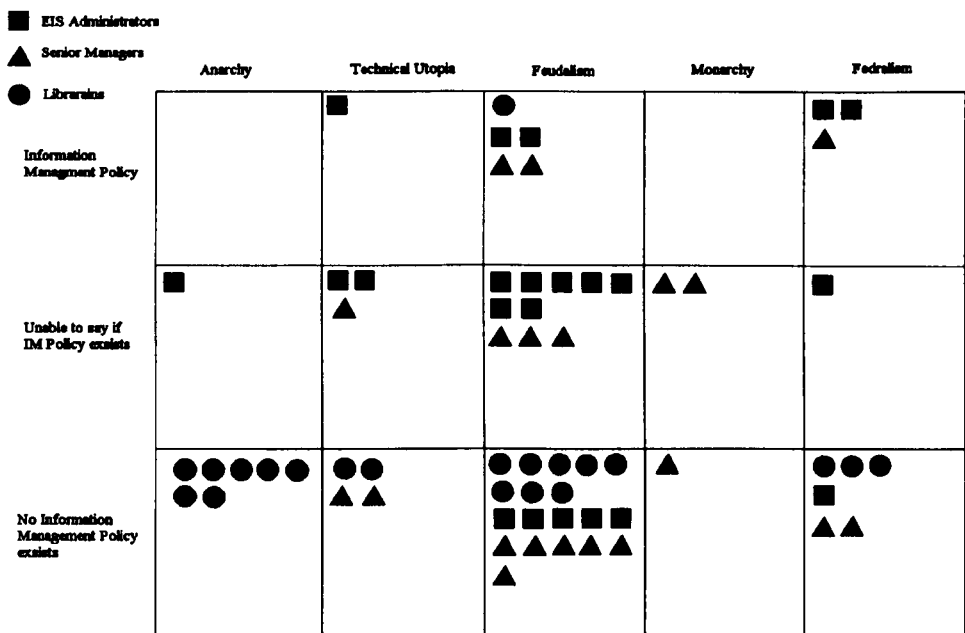 EIS Administrators
Senior Managers
Librarains
Anarchy
Technical Utopia
Feudalism
Monarchy
Fedralism
Information
Managment Policy
Unable to say if
IM Policy exsists
No Information
Management Policy
exsists